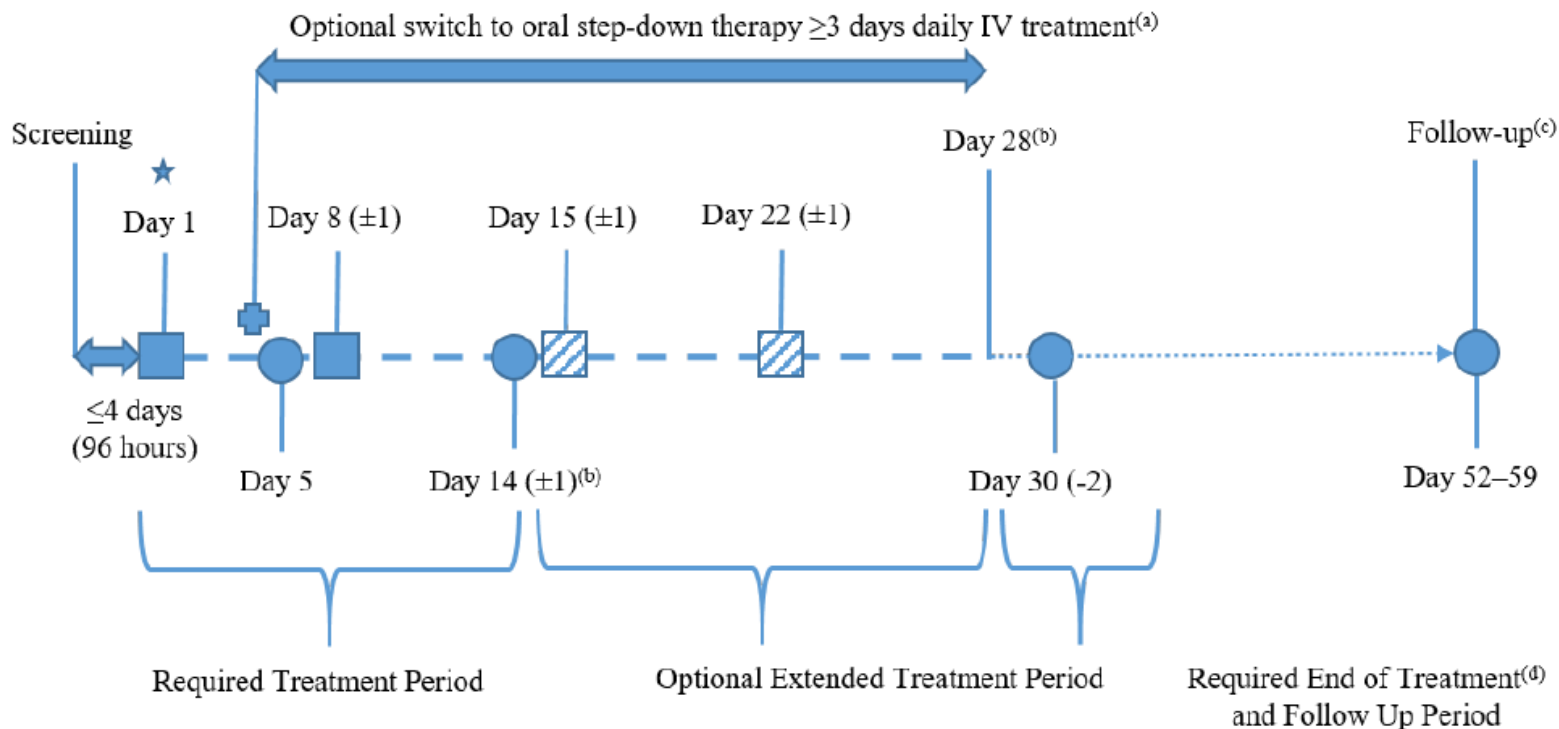 Optional switch to oral step-down therapy ≥3 days daily IV treatment(a)
Screening
Day 28(b)
Follow-up(c)
Day 1
Day 8 (±1)
Day 15 (±1)
Day 22 (±1)
≤4 days
(96 hours)
Day 5
Day 14 (±1)(b)
Day 30 (-2)
Day 52–59
Required Treatment Period
Optional Extended Treatment Period
Required End of Treatment(d)
and Follow Up Period